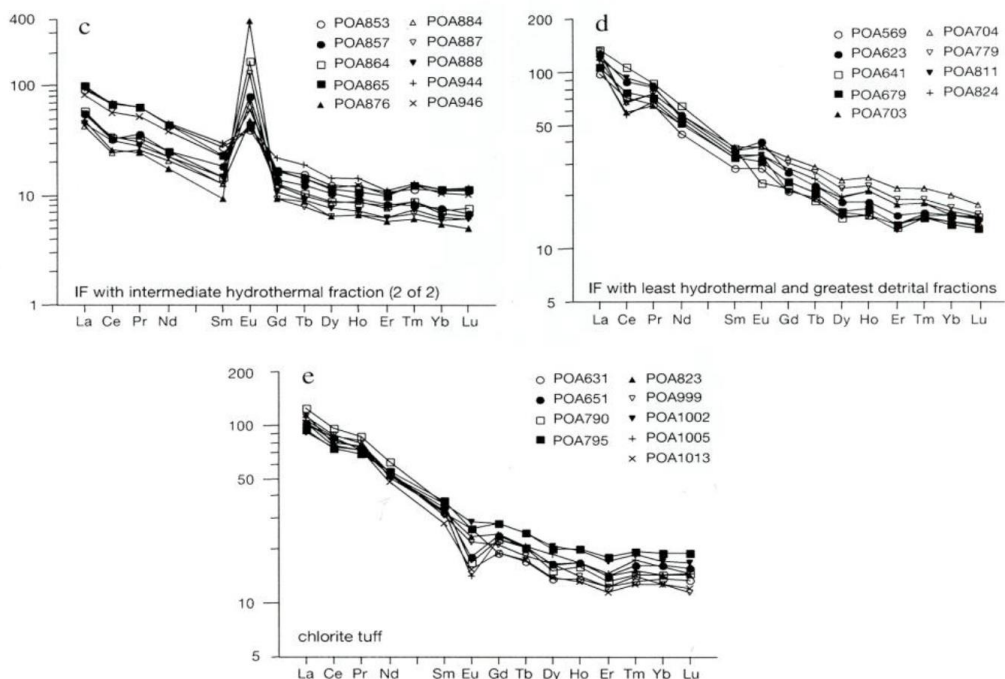 c
400
100
10
1
POA853 POA884
POA857 POA887
POA864 POA888
POA865 POA944
POA876 POA946
IF with intermediate hydrothermal fraction (2 of 2)
La Ce Pr Nd Sm Eu Gd Tb Dy Ho Er Tm Yb Lu
d
200
100
50
10
5
POA569 POA704
POA623 POA779
POA641 POA811
POA679 POA824
POA703
IF with least hydrothermal and greatest detrital fractions
La Ce Pr Nd Sm Eu Gd Tb Dy Ho Er Tm Yb Lu
e
200
100
50
10
5
POA631 POA823
POA651 POA999
POA790 POA1002
POA795 POA1005
POA1013
chlorite tuff
La Ce Pr Nd Sm Eu Gd Tb Dy Ho Er Tm Yb Lu